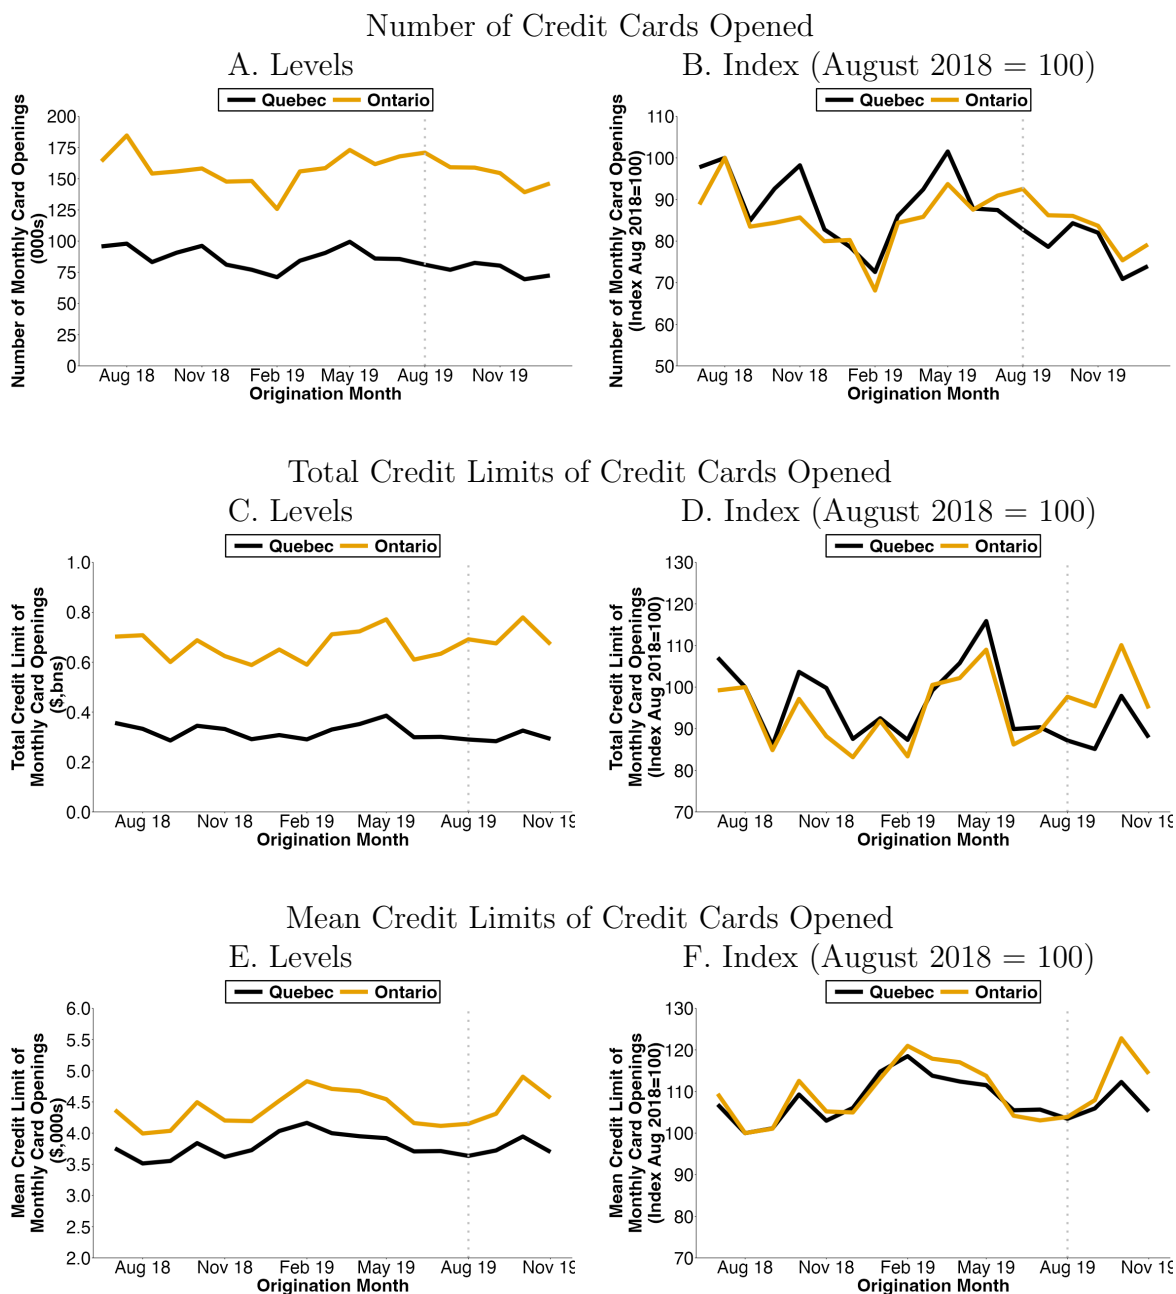 Number of Credit Cards Opened
A. Levels
Quebec Ontario
Number of Monthly Card Openings
(000s)
200
175
150
125
100
75
50
25
0
Aug 18 Nov 18 Feb 19 May 19 Aug 19 Nov 19
Origination Month
B. Index (August 2018 = 100)
Quebec Ontario
Number of Monthly Card Openings
(Index Aug 2018=100)
110
100
90
80
70
60
50
Aug 18 Nov 18 Feb 19 May 19 Aug 19 Nov 19
Origination Month
Total Credit Limits of Credit Cards Opened
C. Levels
Quebec Ontario
Total Credit Limit of
Monthly Card Openings
($,bns)
1.0
0.8
0.6
0.4
0.2
0.0
Aug 18 Nov 18 Feb 19 May 19 Aug 19 Nov 19
Origination Month
D. Index (August 2018 = 100)
Quebec Ontario
Total Credit Limit of
Monthly Card Openings
(Index Aug 2018=100)
130
120
110
100
90
80
70
Aug 18 Nov 18 Feb 19 May 19 Aug 19 Nov 19
Origination Month
Mean Credit Limits of Credit Cards Opened
E. Levels
Quebec Ontario
Mean Credit Limit of
Monthly Card Openings
($,000s)
6.0
5.5
5.0
4.5
4.0
3.5
3.0
2.5
2.0
Aug 18 Nov 18 Feb 19 May 19 Aug 19 Nov 19
Origination Month
F. Index (August 2018 = 100)
Quebec Ontario
Mean Credit Limit of
Monthly Card Openings
(Index Aug 2018=100)
130
120
110
100
90
80
70
Aug 18 Nov 18 Feb 19 May 19 Aug 19 Nov 19
Origination Month